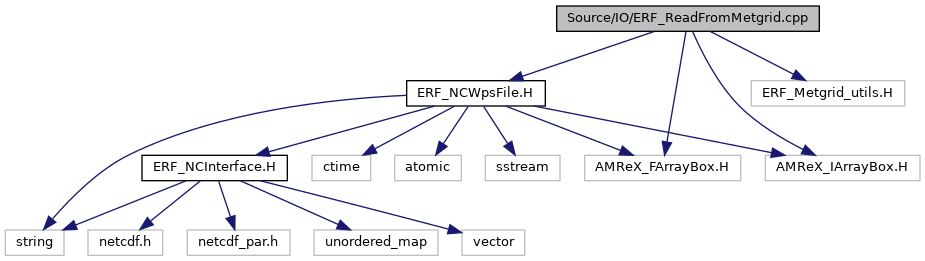 Source/IO/ERF_ReadFromMetgrid.cpp
ERF_NCWpsFile.H
ERF_Metgrid_utils.H
ERF_NCInterface.H
ctime
atomic
sstream
AMReX_FArrayBox.H
AMReX_IArrayBox.H
string
netcdf.h
netcdf_par.h
unordered_map
vector